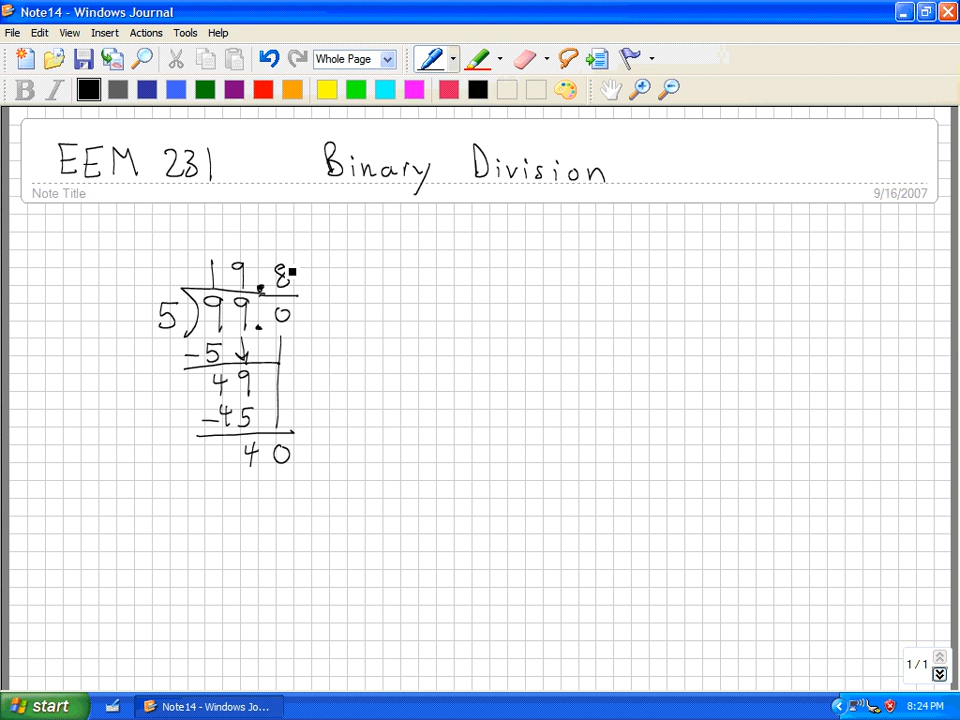 Note14 - Windows Journal
File Edit View Insert Actions Tools Help
Whole Page
B I
EEM 231 Binary Division
Note Title 9/16/2007
19.8
5)99.0
-5
49
-45
40
1/1
start Note14 - Windows Jo... 8:24 PM